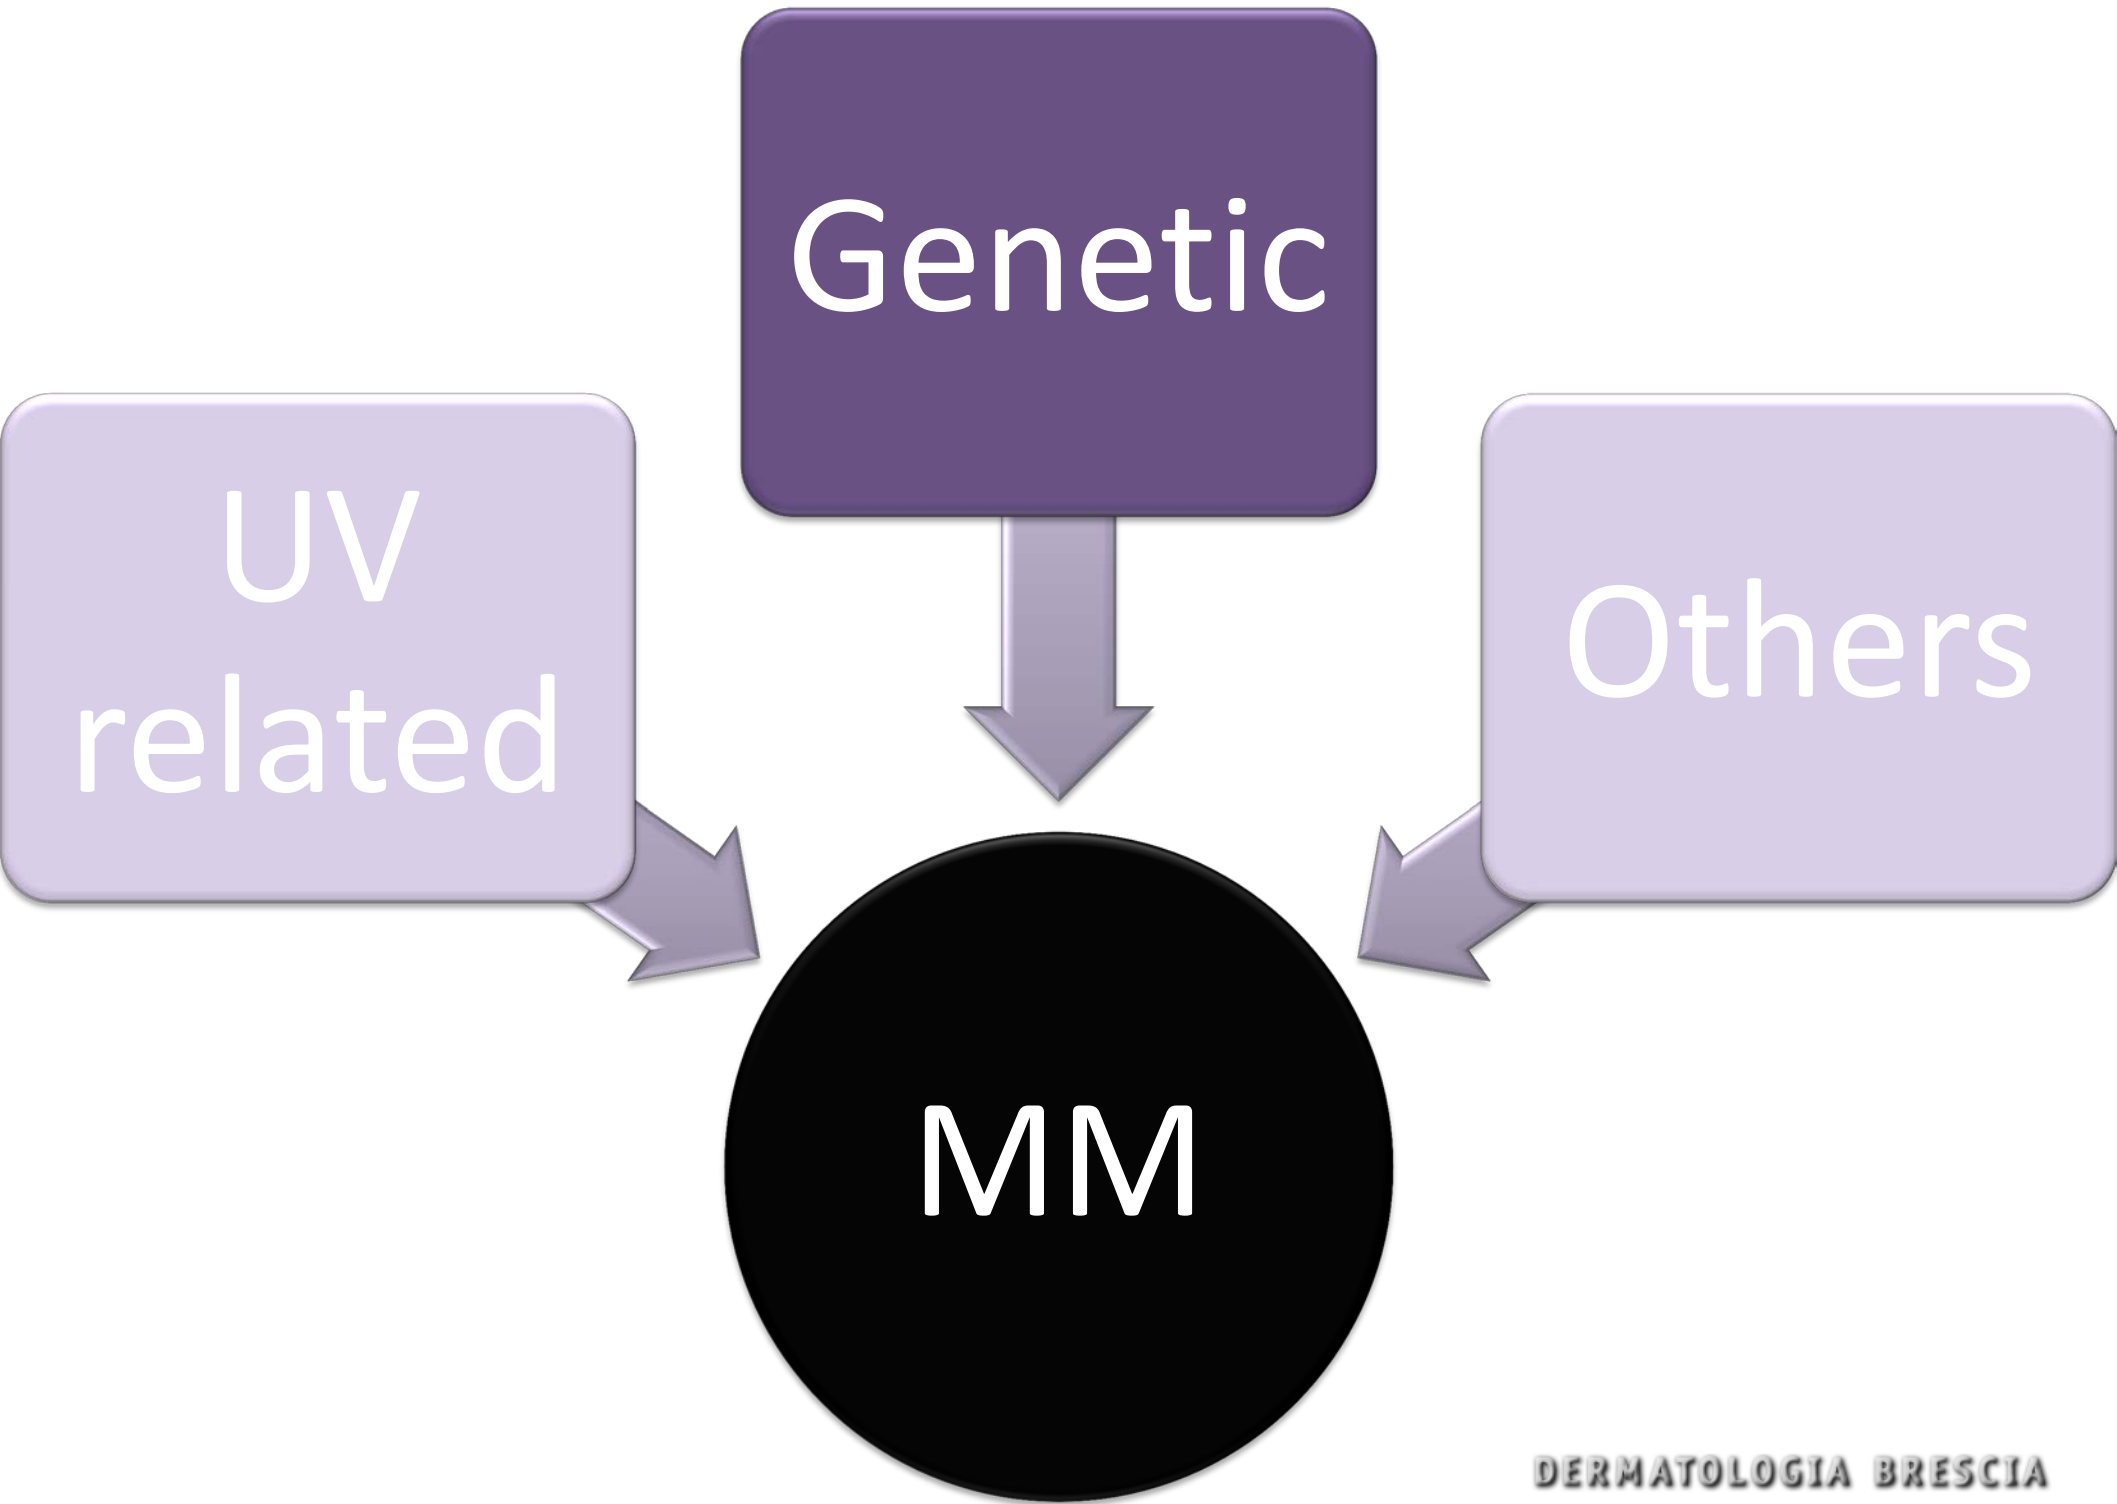 Genetic
UV
related
Others
MM
DERMATOLOGIA BRESCIA